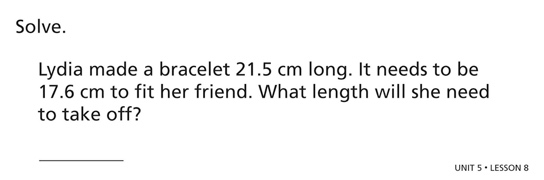 Solve.
Lydia made a bracelet 21.5 cm long. It needs to be
17.6 cm to fit her friend. What length will she need
to take off?
UNIT 5 • LESSON 8